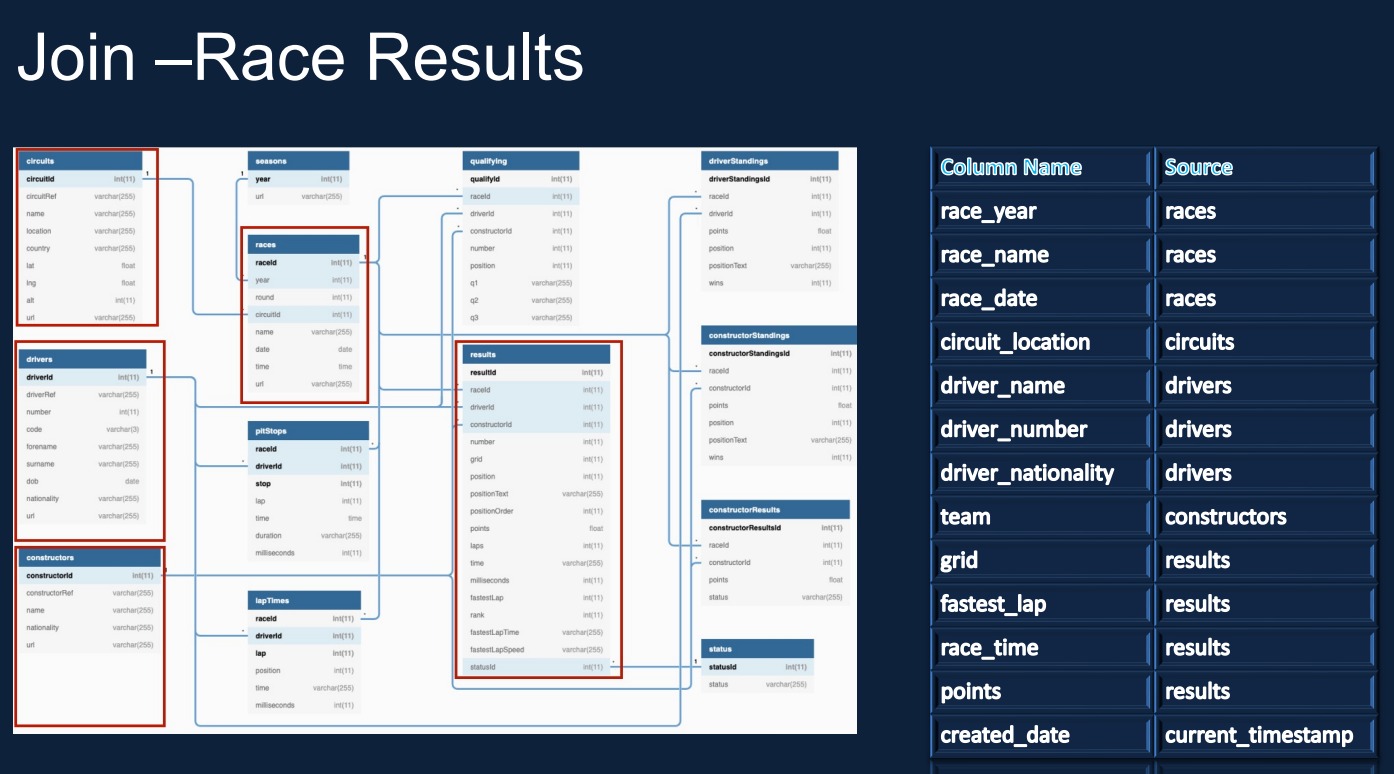 Join –Race Results
circuits
circuitId int(11)
circuitRef varchar(255)
name varchar(255)
location varchar(255)
country varchar(255)
lat float
lng float
alt int(11)
url varchar(255)
drivers
driverId int(11)
driverRef varchar(255)
number int(11)
code varchar(3)
forename varchar(255)
surname varchar(255)
dob date
nationality varchar(255)
url varchar(255)
constructors
constructorId int(11)
constructorRef varchar(255)
name varchar(255)
nationality varchar(255)
url varchar(255)
seasons
year int(11)
url varchar(255)
races
raceId int(11)
year int(11)
round int(11)
circuitId int(11)
name varchar(255)
date date
time time
url varchar(255)
pitStops
raceId int(11)
driverId int(11)
stop int(11)
lap int(11)
time time
duration varchar(255)
milliseconds int(11)
lapTimes
raceId int(11)
driverId int(11)
lap int(11)
position int(11)
time varchar(255)
milliseconds int(11)
qualifying
qualifyId int(11)
raceId int(11)
driverId int(11)
constructorId int(11)
number int(11)
position int(11)
q1 varchar(255)
q2 varchar(255)
q3 varchar(255)
results
resultId int(11)
raceId int(11)
driverId int(11)
constructorId int(11)
number int(11)
grid int(11)
position int(11)
positionText varchar(255)
positionOrder int(11)
points float
laps int(11)
time varchar(255)
milliseconds int(11)
fastestLap int(11)
rank int(11)
fastestLapTime varchar(255)
fastestLapSpeed varchar(255)
statusId int(11)
driverStandings
driverStandingsId int(11)
raceId int(11)
driverId int(11)
points float
position int(11)
positionText varchar(255)
wins int(11)
constructorStandings
constructorStandingsId int(11)
raceId int(11)
constructorId int(11)
points float
position int(11)
positionText varchar(255)
wins int(11)
constructorResults
constructorResultsId int(11)
raceId int(11)
constructorId int(11)
points float
status varchar(255)
status
statusId int(11)
status varchar(255)
1
1
1
1
1
Column Name Source
race_year races
race_name races
race_date races
circuit_location circuits
driver_name drivers
driver_number drivers
driver_nationality drivers
team constructors
grid results
fastest_lap results
race_time results
points results
created_date current_timestamp